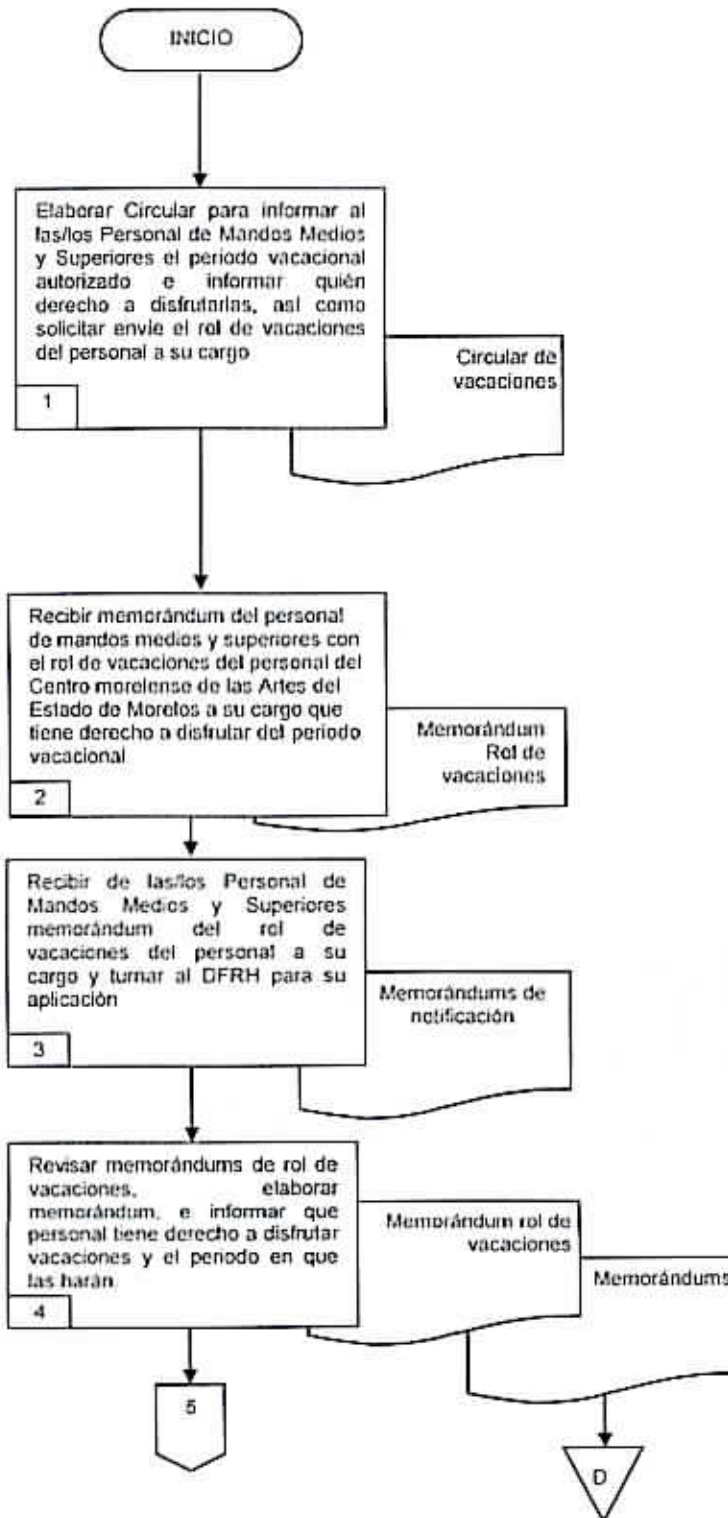 INICIO
Elaborar Circular para informar al
las/los Personal de Mandos Medios
y Superiores el periodo vacacional
autorizado e informar quién
derecho a disfrutarlas, así como
solicitar envíe el rol de vacaciones
del personal a su cargo
1
Circular de
vacaciones
Recibir memorándum del personal
de mandos medios y superiores con
el rol de vacaciones del personal del
Centro morelense de las Artes del
Estado de Morelos a su cargo que
tiene derecho a disfrutar del periodo
vacacional
2
Memorándum
Rol de
vacaciones
Recibir de las/los Personal de
Mandos Medios y Superiores
memorándum del rol de
vacaciones del personal a su
cargo y turnar al DFRH para su
aplicación
3
Memorándums de
notificación
Revisar memorándums de rol de
vacaciones, elaborar
memorándum, e informar que
personal tiene derecho a disfrutar
vacaciones y el periodo en que
las harán
4
Memorándum rol de
vacaciones
Memorándums
5
D